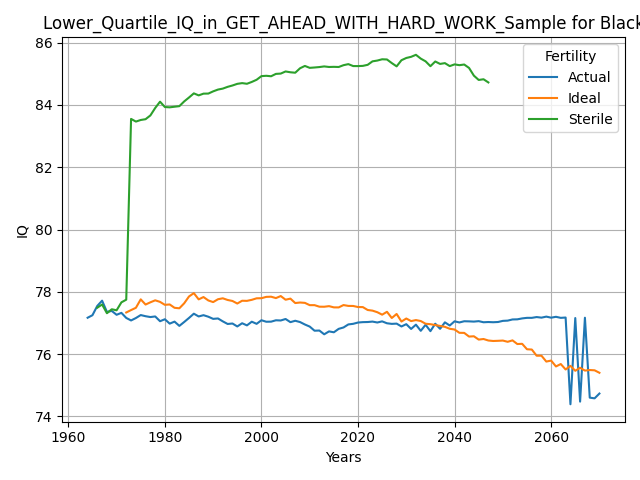 Lower_Quartile_IQ_in_GET_AHEAD_WITH_HARD_WORK_Sample for Black
86
84
82
80
78
76
74
IQ
Fertility
Actual
Ideal
Sterile
1960
1980
2000
2020
2040
2060
Years